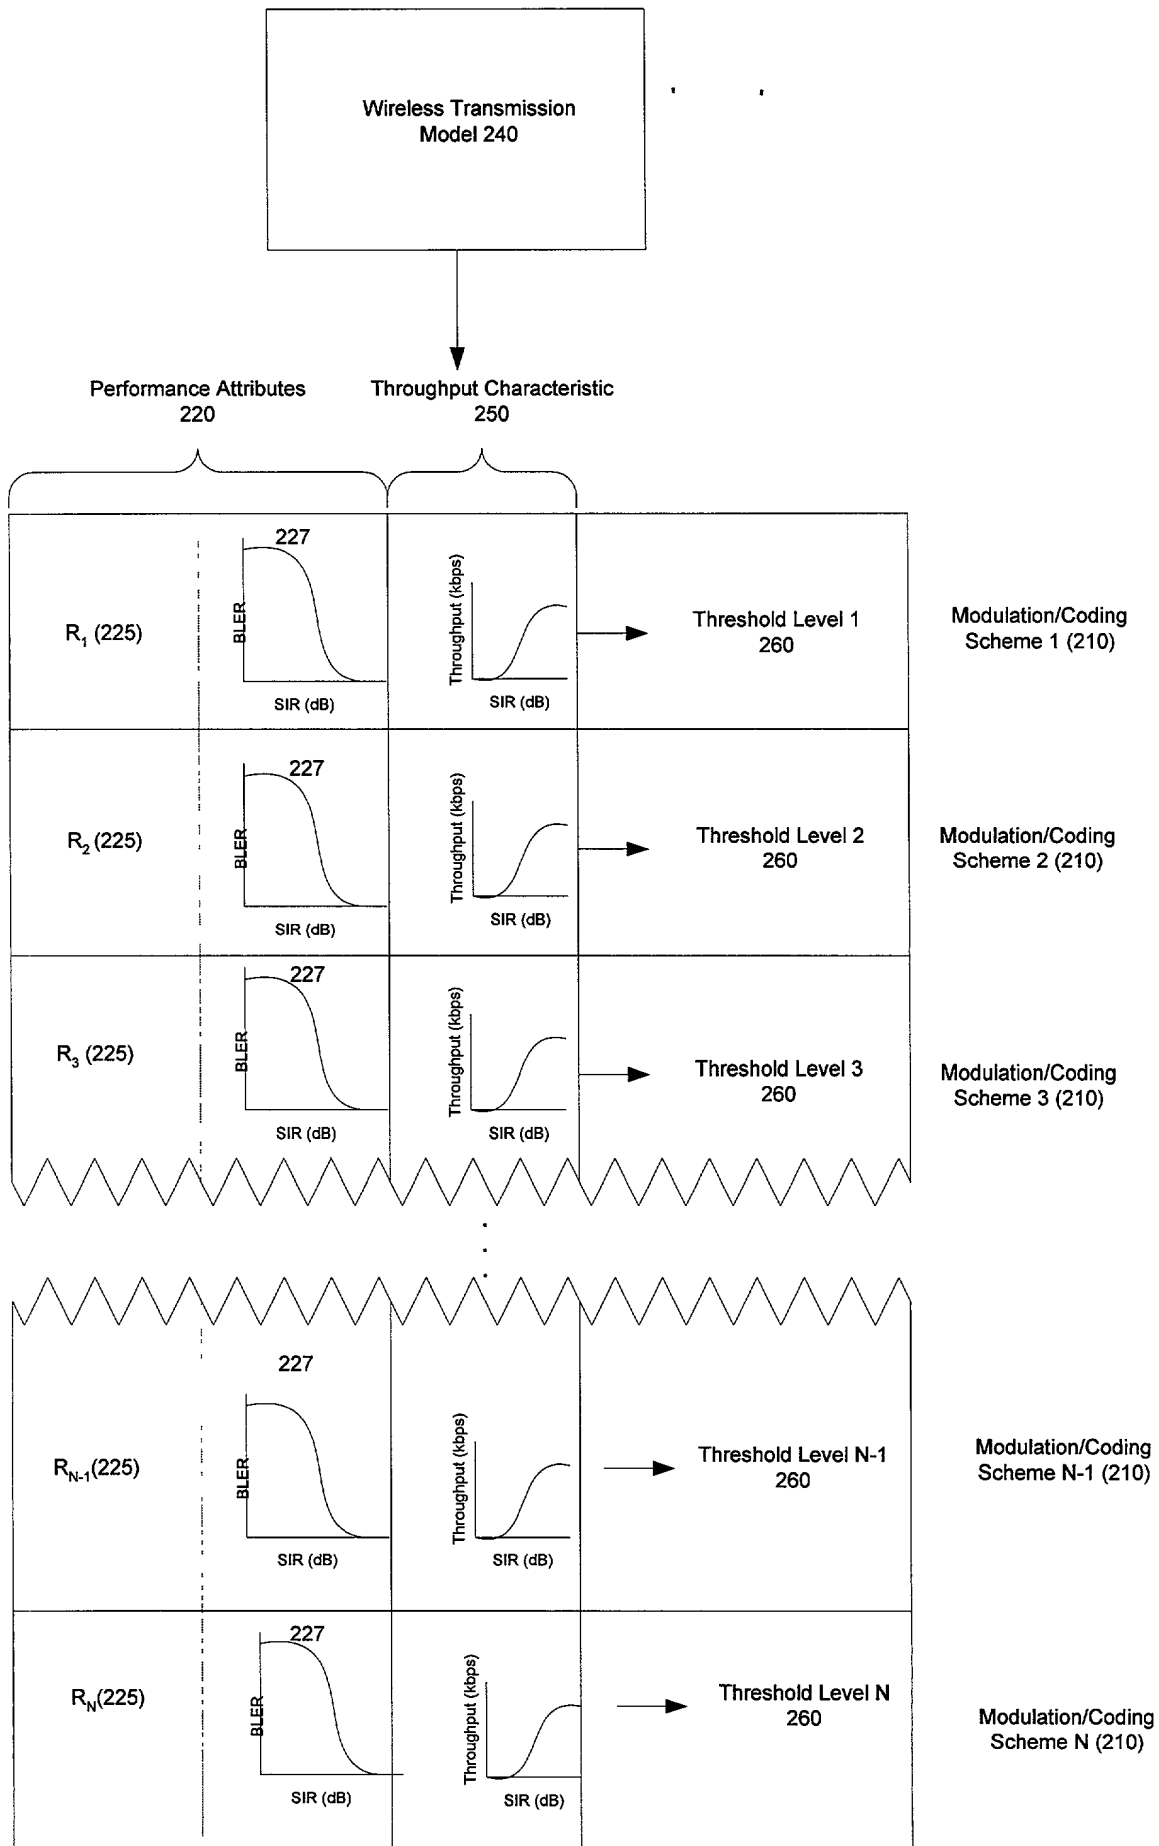 Wireless Transmission
Model 240
Performance Attributes
220
Throughput Characteristic
250
R1 (225)
227
BLER
SIR (dB)
Throughput (kbps)
SIR (dB)
Threshold Level 1
260
Modulation/Coding
Scheme 1 (210)
R2 (225)
227
BLER
SIR (dB)
Throughput (kbps)
SIR (dB)
Threshold Level 2
260
Modulation/Coding
Scheme 2 (210)
R3 (225)
227
BLER
SIR (dB)
Throughput (kbps)
SIR (dB)
Threshold Level 3
260
Modulation/Coding
Scheme 3 (210)
RN-1(225)
227
BLER
SIR (dB)
Throughput (kbps)
SIR (dB)
Threshold Level N-1
260
Modulation/Coding
Scheme N-1 (210)
RN(225)
227
BLER
SIR (dB)
Throughput (kbps)
SIR (dB)
Threshold Level N
260
Modulation/Coding
Scheme N (210)